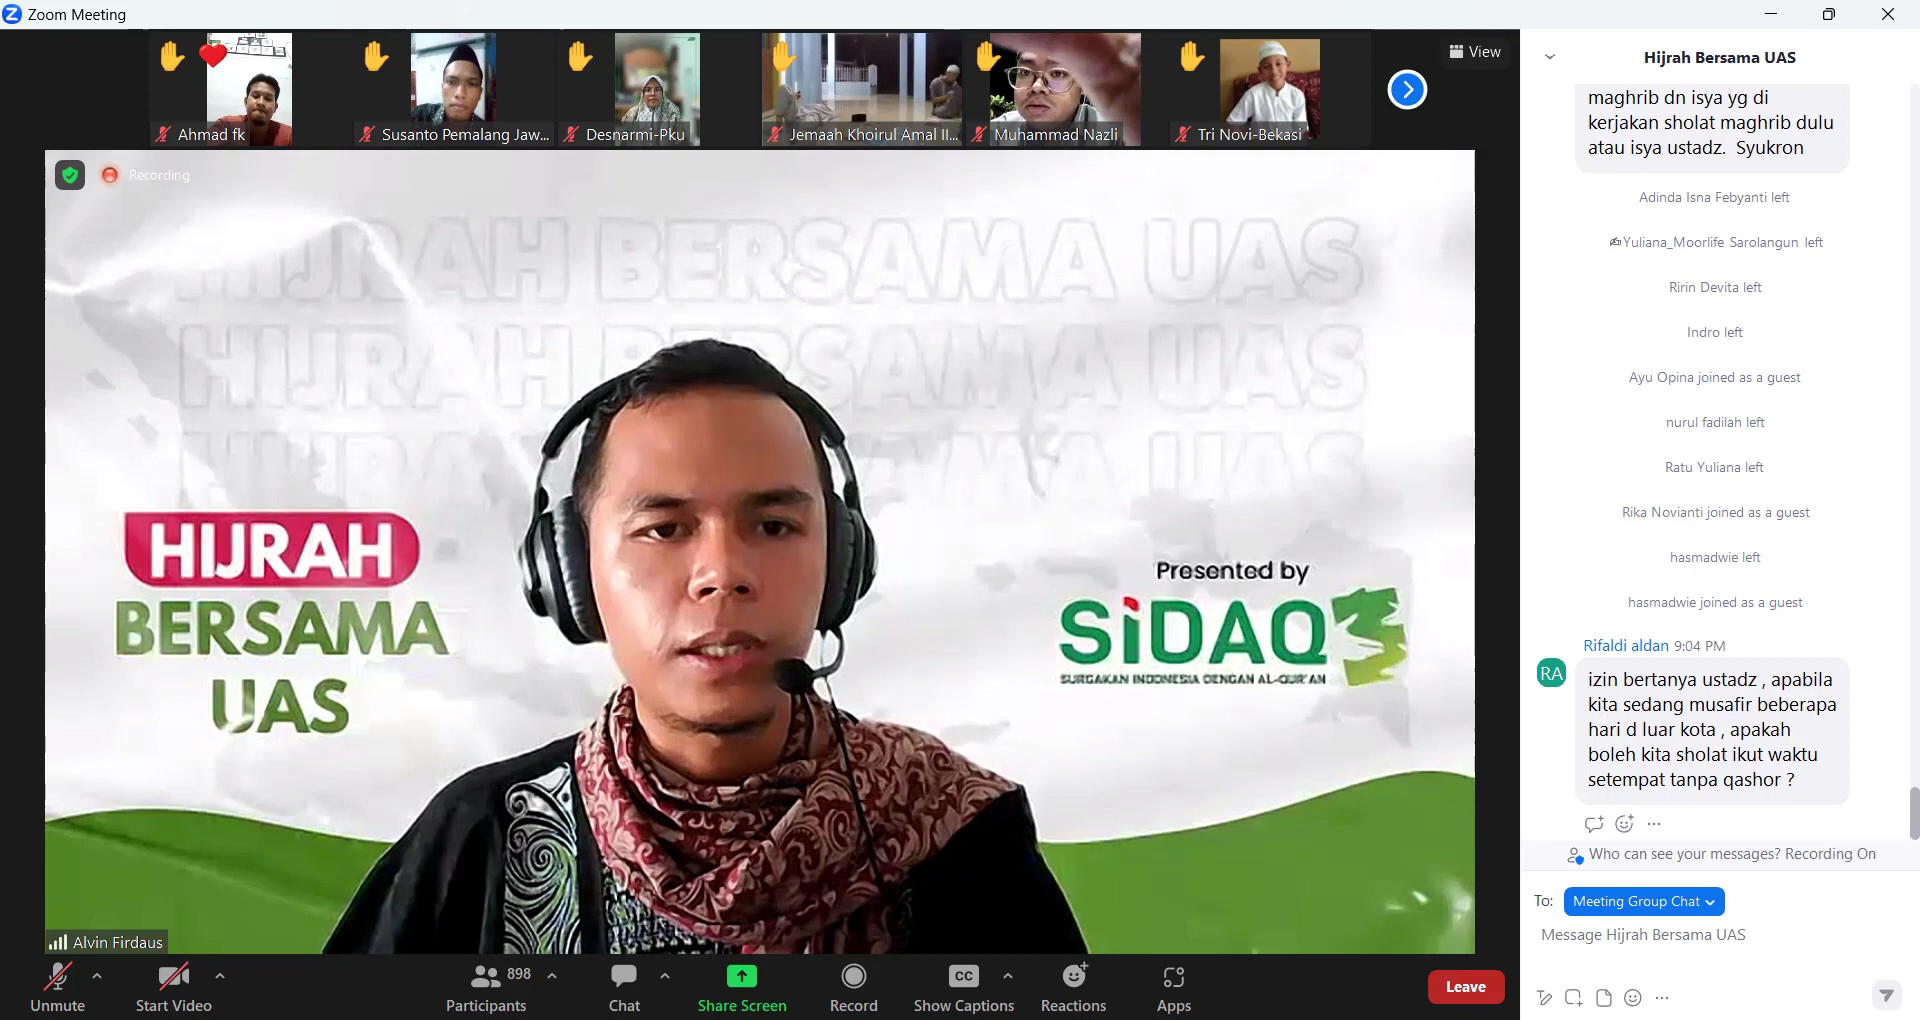 Zoom Meeting
Ahmad fk
Susanto Pemalang Jaw...
Desnarmi-Pku
Jemaah Khoirul Amal II...
Muhammad Nazli
Tri Novi-Bekasi
View
Recording
HIJRAH BERSAMA UAS
HIJRAH BERSAMA UAS
HIJRAH BERSAMA UAS
HIJRAH
BERSAMA
UAS
Presented by
SiDAQ
SURGAKAN INDONESIA DENGAN AL-QUR'AN
Alvin Firdaus
Unmute
Start Video
898
Participants
Chat
Share Screen
Record
CC
Show Captions
Reactions
Apps
Leave
Hijrah Bersama UAS
maghrib dn isya yg di
kerjakan sholat maghrib dulu
atau isya ustadz. Syukron
Adinda Isna Febyanti left
✍Yuliana_Moorlife Sarolangun left
Ririn Devita left
Indro left
Ayu Opina joined as a guest
nurul fadilah left
Ratu Yuliana left
Rika Novianti joined as a guest
hasmadwie left
hasmadwie joined as a guest
Rifaldi aldan 9:04 PM
RA
izin bertanya ustadz , apabila
kita sedang musafir beberapa
hari d luar kota , apakah
boleh kita sholat ikut waktu
setempat tanpa qashor ?
Who can see your messages? Recording On
To: Meeting Group Chat
Message Hijrah Bersama UAS